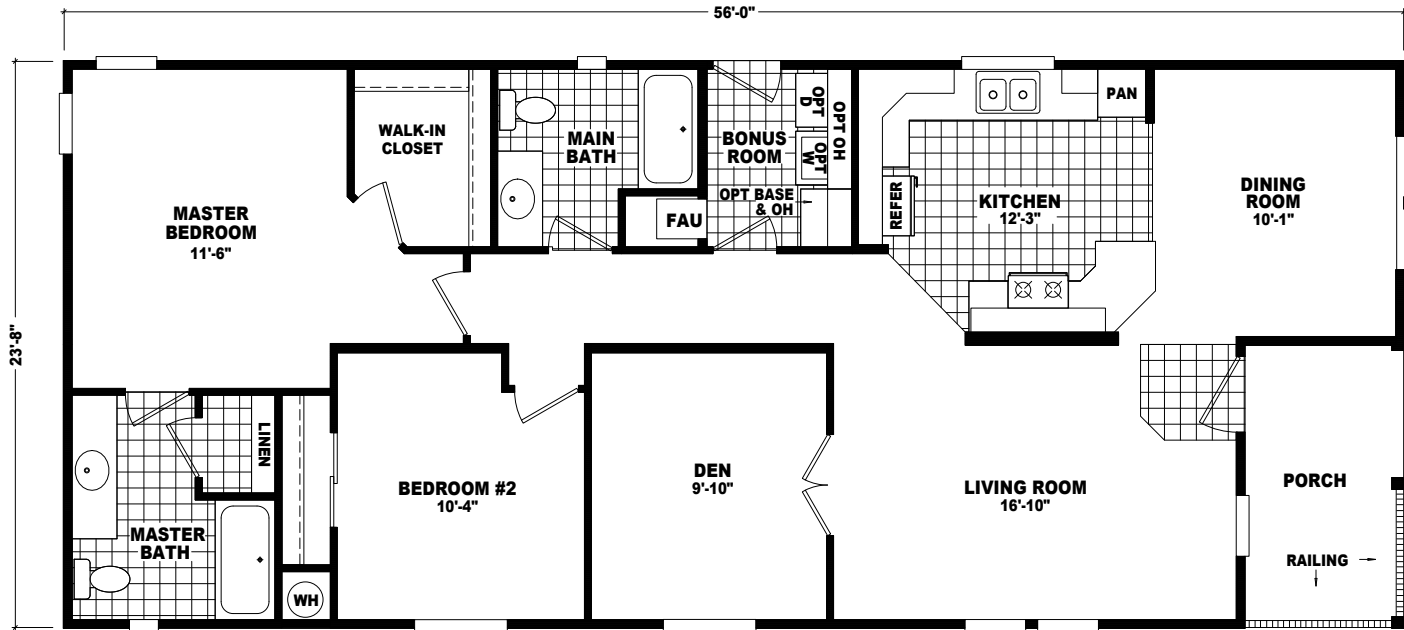 56'-0"
23'-8"
MASTER
BEDROOM
11'-6"
WALK-IN
CLOSET
MAIN
BATH
FAU
BONUS
ROOM
OPT
D
OPT
W
OPT OH
OPT BASE
& OH
REFER
KITCHEN
12'-3"
PAN
DINING
ROOM
10'-1"
LINEN
MASTER
BATH
WH
BEDROOM #2
10'-4"
DEN
9'-10"
LIVING ROOM
16'-10"
PORCH
RAILING